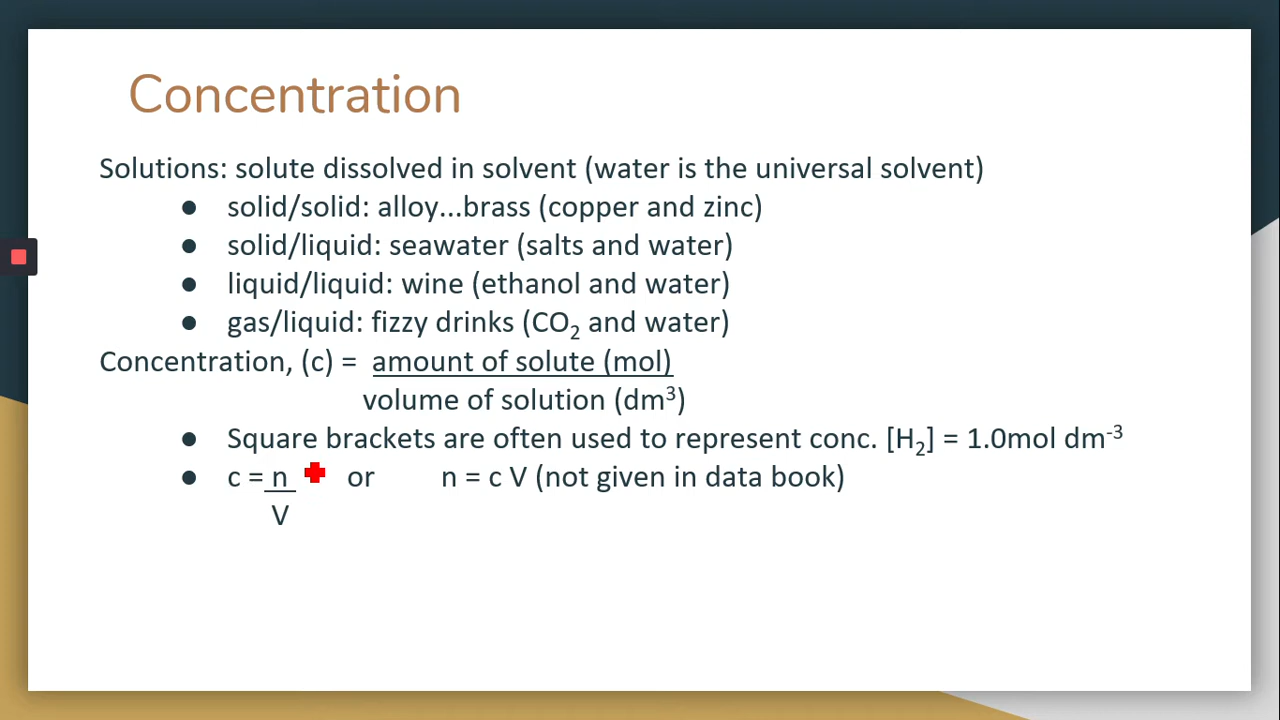 Concentration
Solutions: solute dissolved in solvent (water is the universal solvent)
● solid/solid: alloy...brass (copper and zinc)
● solid/liquid: seawater (salts and water)
● liquid/liquid: wine (ethanol and water)
● gas/liquid: fizzy drinks (CO₂ and water)
Concentration, (c) = amount of solute (mol)
volume of solution (dm³)
● Square brackets are often used to represent conc. [H₂] = 1.0mol dm⁻³
● c = n or n = c V (not given in data book)
V